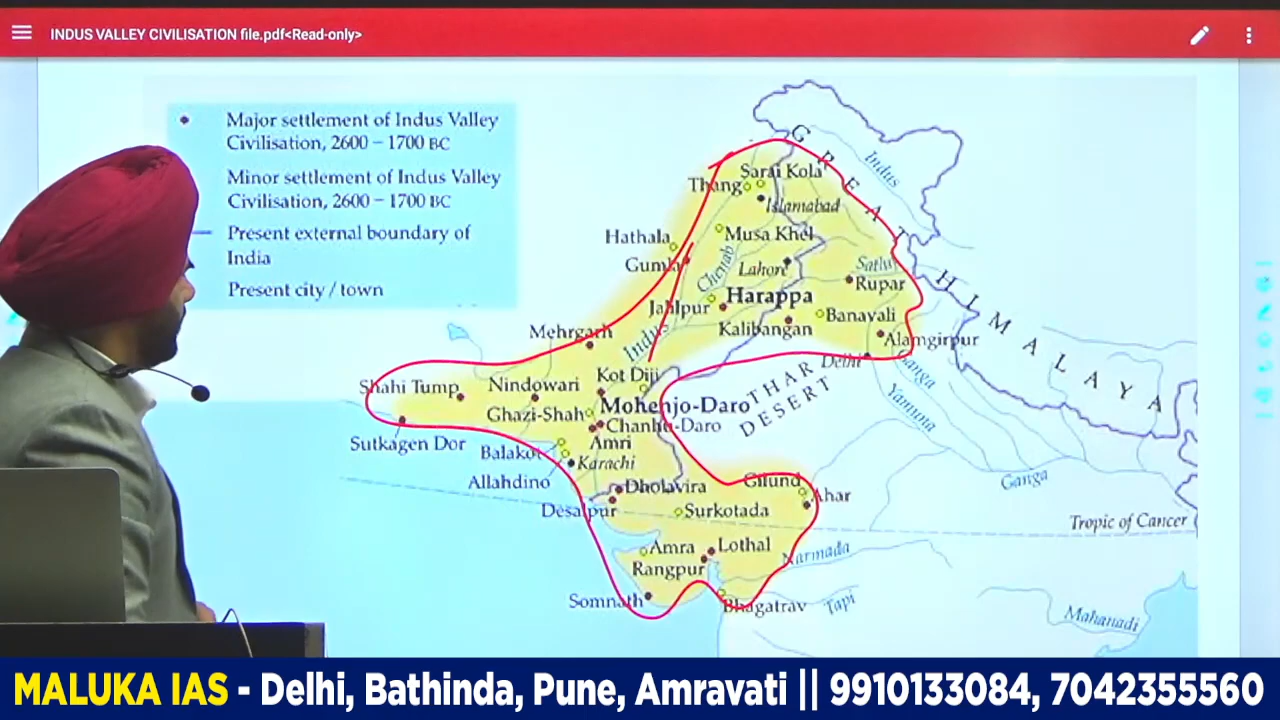 INDUS VALLEY CIVILISATION file.pdf<Read-only>
Major settlement of Indus Valley
Civilisation, 2600 – 1700 BC
Minor settlement of Indus Valley
Civilisation, 2600 – 1700 BC
Present external boundary of
India
Present city / town
GREAT HIMALAYA
Indus
Sarai Kola
Thang
Islamabad
Hathala
Musa Khel
Gumla
Chenab
Lahore
Satluj
Rupar
Jalilpur
Harappa
Banavali
Kalibangan
Mehrgarh
Indus
Alamgirpur
Delhi
Ganga
Yamuna
THAR
DESERT
Shahi Tump
Nindowari
Kot Diji
Ghazi-Shah
Mohenjo-Daro
Chanhu-Daro
Sutkagen Dor
Balakot
Amri
Karachi
Allahdino
Dholavira
Gilund
Ganga
Desalpur
Surkotada
Ahar
Tropic of Cancer
Amra
Lothal
Narmada
Rangpur
Somnath
Bhagatrav
Tapi
Mahanadi
MALUKA IAS - Delhi, Bathinda, Pune, Amravati || 9910133084, 7042355560